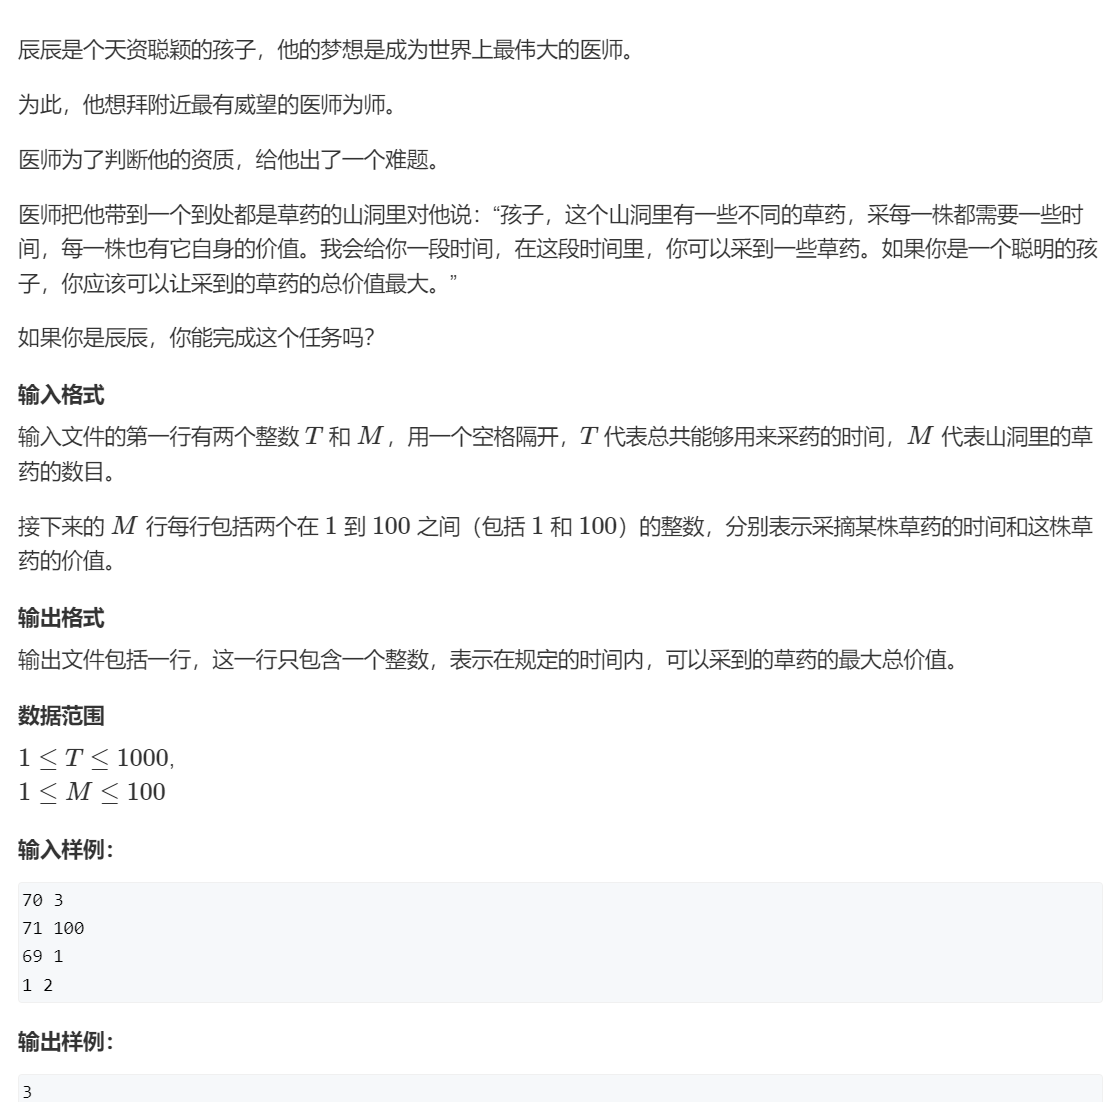 辰辰是个天资聪颖的孩子，他的梦想是成为世界上最伟大的医师。
为此，他想拜附近最有威望的医师为师。
医师为了判断他的资质，给他出了一个难题。
医师把他带到一个到处都是草药的山洞里对他说：“孩子，这个山洞里有一些不同的草药，采每一株都需要一些时
间，每一株也有它自身的价值。我会给你一段时间，在这段时间里，你可以采到一些草药。如果你是一个聪明的孩
子，你应该可以让采到的草药的总价值最大。”
如果你是辰辰，你能完成这个任务吗？
输入格式
输入文件的第一行有两个整数 T 和 M，用一个空格隔开，T 代表总共能够用来采药的时间，M 代表山洞里的草
药的数目。
接下来的 M 行每行包括两个在 1 到 100 之间（包括 1 和 100）的整数，分别表示采摘某株草药的时间和这株草
药的价值。
输出格式
输出文件包括一行，这一行只包含一个整数，表示在规定的时间内，可以采到的草药的最大总价值。
数据范围
1 ≤ T ≤ 1000,
1 ≤ M ≤ 100
输入样例：
70 3
71 100
69 1
1 2
输出样例：
3